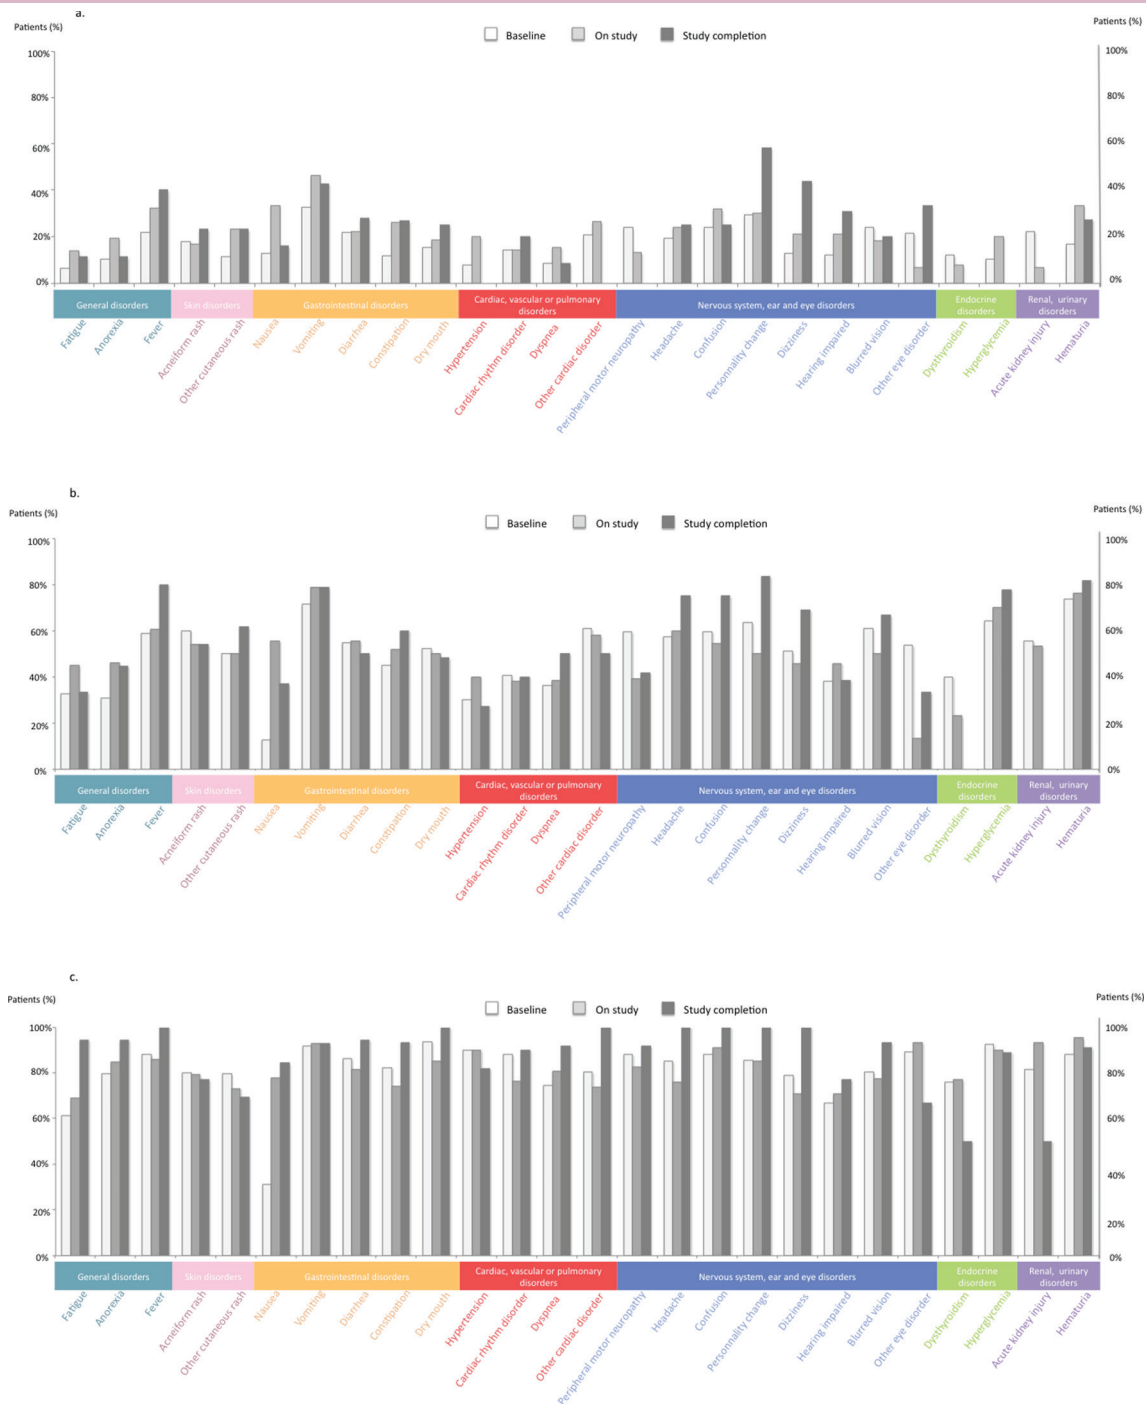 a.
Patients (%)
Patients (%)
Baseline
On study
Study completion
100%
80%
60%
40%
20%
0%
100%
80%
60%
40%
20%
0%
General disorders
Skin disorders
Gastrointestinal disorders
Cardiac, vascular or pulmonary
disorders
Nervous system, ear and eye disorders
Endocrine
disorders
Renal, urinary
disorders
Fatigue
Anorexia
Fever
Acneiform rash
Other cutaneous rash
Nausea
Vomiting
Diarrhea
Constipation
Dry mouth
Hypertension
Cardiac rhythm disorder
Dyspnea
Other cardiac disorder
Peripheral motor neuropathy
Headache
Confusion
Personnality change
Dizziness
Hearing impaired
Blurred vision
Other eye disorder
Dysthyroidism
Hyperglycemia
Acute kidney injury
Hematuria
b.
Patients (%)
Patients (%)
Baseline
On study
Study completion
100%
80%
60%
40%
20%
0%
100%
80%
60%
40%
20%
0%
General disorders
Skin disorders
Gastrointestinal disorders
Cardiac, vascular or pulmonary
disorders
Nervous system, ear and eye disorders
Endocrine
disorders
Renal, urinary
disorders
Fatigue
Anorexia
Fever
Acneiform rash
Other cutaneous rash
Nausea
Vomiting
Diarrhea
Constipation
Dry mouth
Hypertension
Cardiac rhythm disorder
Dyspnea
Other cardiac disorder
Peripheral motor neuropathy
Headache
Confusion
Personnality change
Dizziness
Hearing impaired
Blurred vision
Other eye disorder
Dysthyroidism
Hyperglycemia
Acute kidney injury
Hematuria
c.
Patients (%)
Patients (%)
Baseline
On study
Study completion
100%
80%
60%
40%
20%
0%
100%
80%
60%
40%
20%
0%
General disorders
Skin disorders
Gastrointestinal disorders
Cardiac, vascular or pulmonary
disorders
Nervous system, ear and eye disorders
Endocrine
disorders
Renal, urinary
disorders
Fatigue
Anorexia
Fever
Acneiform rash
Other cutaneous rash
Nausea
Vomiting
Diarrhea
Constipation
Dry mouth
Hypertension
Cardiac rhythm disorder
Dyspnea
Other cardiac disorder
Peripheral motor neuropathy
Headache
Confusion
Personnality change
Dizziness
Hearing impaired
Blurred vision
Other eye disorder
Dysthyroidism
Hyperglycemia
Acute kidney injury
Hematuria